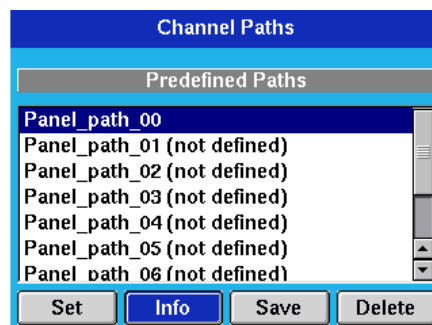 Channel Paths
Predefined Paths
Panel_path_00
Panel_path_01 (not defined)
Panel_path_02 (not defined)
Panel_path_03 (not defined)
Panel_path_04 (not defined)
Panel_path_05 (not defined)
Panel_path_06 (not defined)
Set Info Save Delete